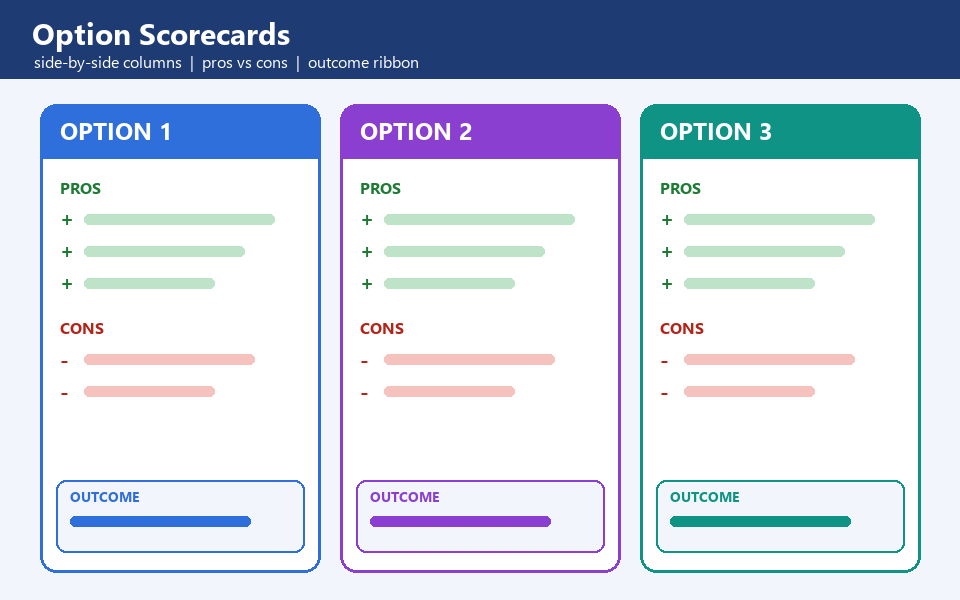 Option Scorecards
side-by-side columns | pros vs cons | outcome ribbon
OPTION 1
PROS
+
+
+
CONS
-
-
OUTCOME
OPTION 2
PROS
+
+
+
CONS
-
-
OUTCOME
OPTION 3
PROS
+
+
+
CONS
-
-
OUTCOME